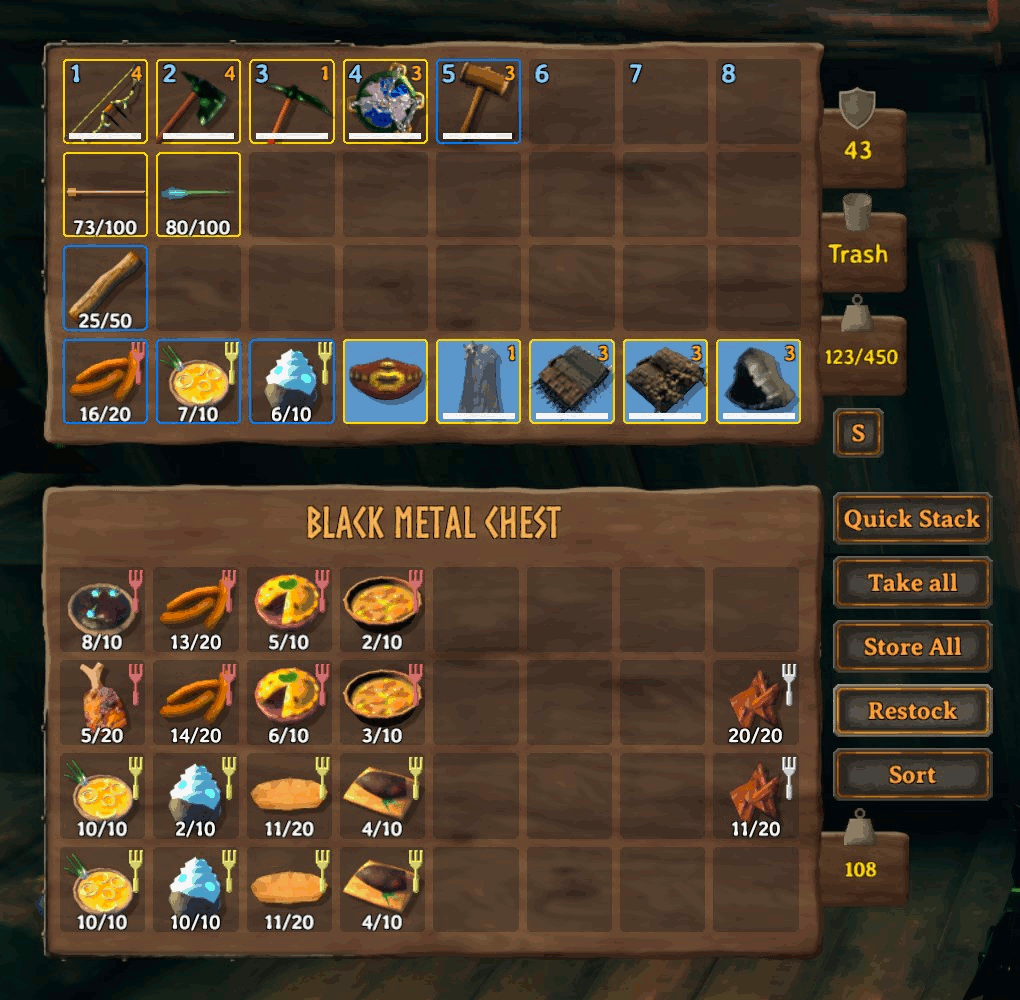 1 4 2 4 3 1 4 3 5 3 6 7 8
43
73/100 80/100
Trash
25/50
123/450
1 3 3 3
16/20 7/10 6/10
S
BLACK METAL CHEST
Quick Stack
Take all
8/10 13/20 5/10 2/10
Store All
5/20 14/20 6/10 3/10 20/20
Restock
Sort
10/10 2/10 11/20 4/10 11/20
108
10/10 10/10 11/20 4/10